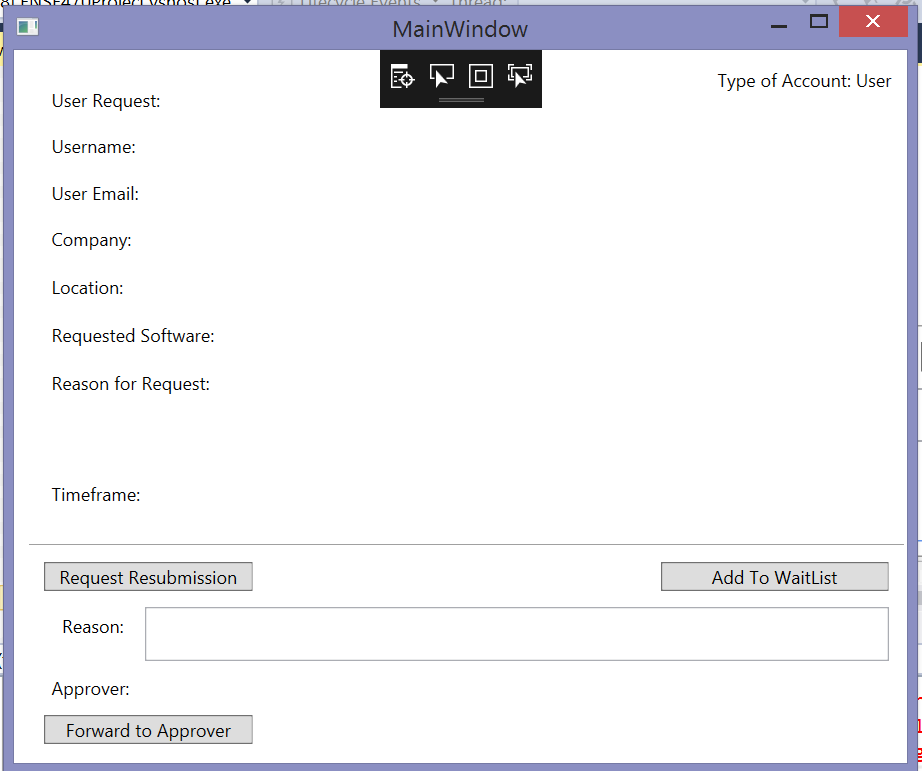 Lifecycle Events
Thread:
MainWindow
Type of Account: User
User Request:
Username:
User Email:
Company:
Location:
Requested Software:
Reason for Request:
Timeframe:
Request Resubmission
Add To WaitList
Reason:
Approver:
Forward to Approver